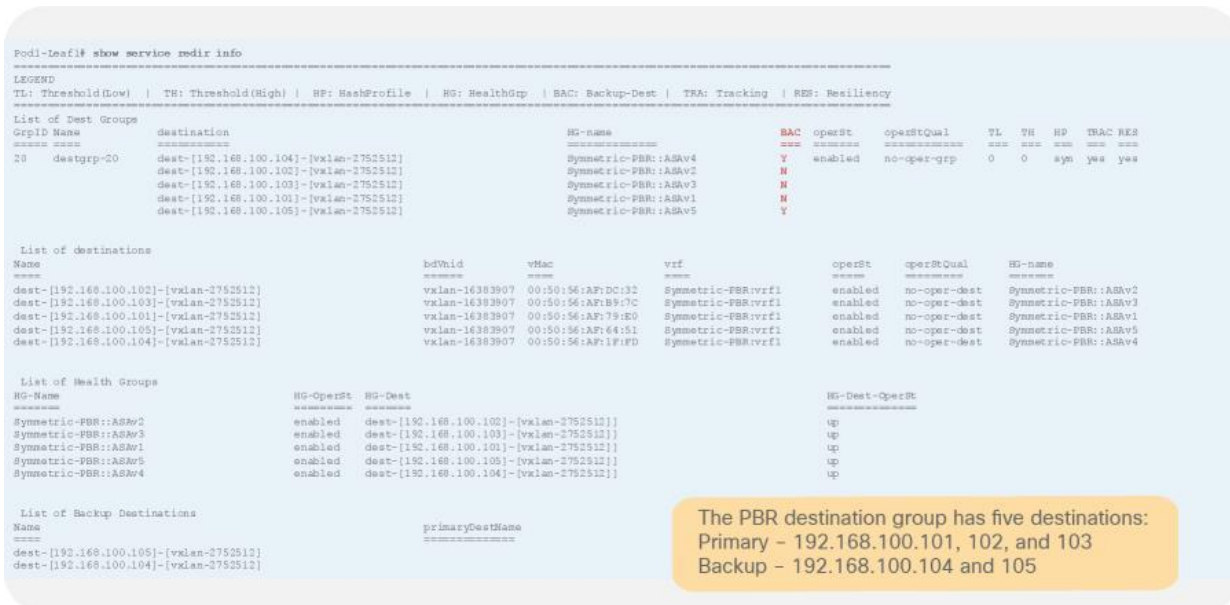 Pod1-Leaf1# show service redir info
LEGEND
TL: Threshold(Low) | TH: Threshold(High) | HP: HashProfile | HG: HealthGrp | BAC: Backup-Dest | TRA: Tracking | RES: Resiliency
List of Dest Groups
GrpID Name destination HG-name BAC operSt operStQual TL TH HP TRAC RES
20 destgrp-20 dest-[192.168.100.104]-[vxlan-2752512] Symmetric-PBR::ASAv4 Y enabled no-oper-grp 0 0 sym yes yes
dest-[192.168.100.102]-[vxlan-2752512] Symmetric-PBR::ASAv2 N
dest-[192.168.100.103]-[vxlan-2752512] Symmetric-PBR::ASAv3 N
dest-[192.168.100.101]-[vxlan-2752512] Symmetric-PBR::ASAv1 N
dest-[192.168.100.105]-[vxlan-2752512] Symmetric-PBR::ASAv5 Y
List of destinations
Name bdVnid vMac vrf operSt operStQual HG-name
dest-[192.168.100.102]-[vxlan-2752512] vxlan-16383907 00:50:56:AF:DC:32 Symmetric-PBR:vrf1 enabled no-oper-dest Symmetric-PBR::ASAv2
dest-[192.168.100.103]-[vxlan-2752512] vxlan-16383907 00:50:56:AF:B9:7C Symmetric-PBR:vrf1 enabled no-oper-dest Symmetric-PBR::ASAv3
dest-[192.168.100.101]-[vxlan-2752512] vxlan-16383907 00:50:56:AF:79:E0 Symmetric-PBR:vrf1 enabled no-oper-dest Symmetric-PBR::ASAv1
dest-[192.168.100.105]-[vxlan-2752512] vxlan-16383907 00:50:56:AF:64:51 Symmetric-PBR:vrf1 enabled no-oper-dest Symmetric-PBR::ASAv5
dest-[192.168.100.104]-[vxlan-2752512] vxlan-16383907 00:50:56:AF:1F:FD Symmetric-PBR:vrf1 enabled no-oper-dest Symmetric-PBR::ASAv4
List of Health Groups
HG-Name HG-OperSt HG-Dest HG-Dest-OperSt
Symmetric-PBR::ASAv2 enabled dest-[192.168.100.102]-[vxlan-2752512]] up
Symmetric-PBR::ASAv3 enabled dest-[192.168.100.103]-[vxlan-2752512]] up
Symmetric-PBR::ASAv1 enabled dest-[192.168.100.101]-[vxlan-2752512]] up
Symmetric-PBR::ASAv5 enabled dest-[192.168.100.105]-[vxlan-2752512]] up
Symmetric-PBR::ASAv4 enabled dest-[192.168.100.104]-[vxlan-2752512]] up
List of Backup Destinations
Name primaryDestName
dest-[192.168.100.105]-[vxlan-2752512]
dest-[192.168.100.104]-[vxlan-2752512]
The PBR destination group has five destinations:
Primary – 192.168.100.101, 102, and 103
Backup – 192.168.100.104 and 105